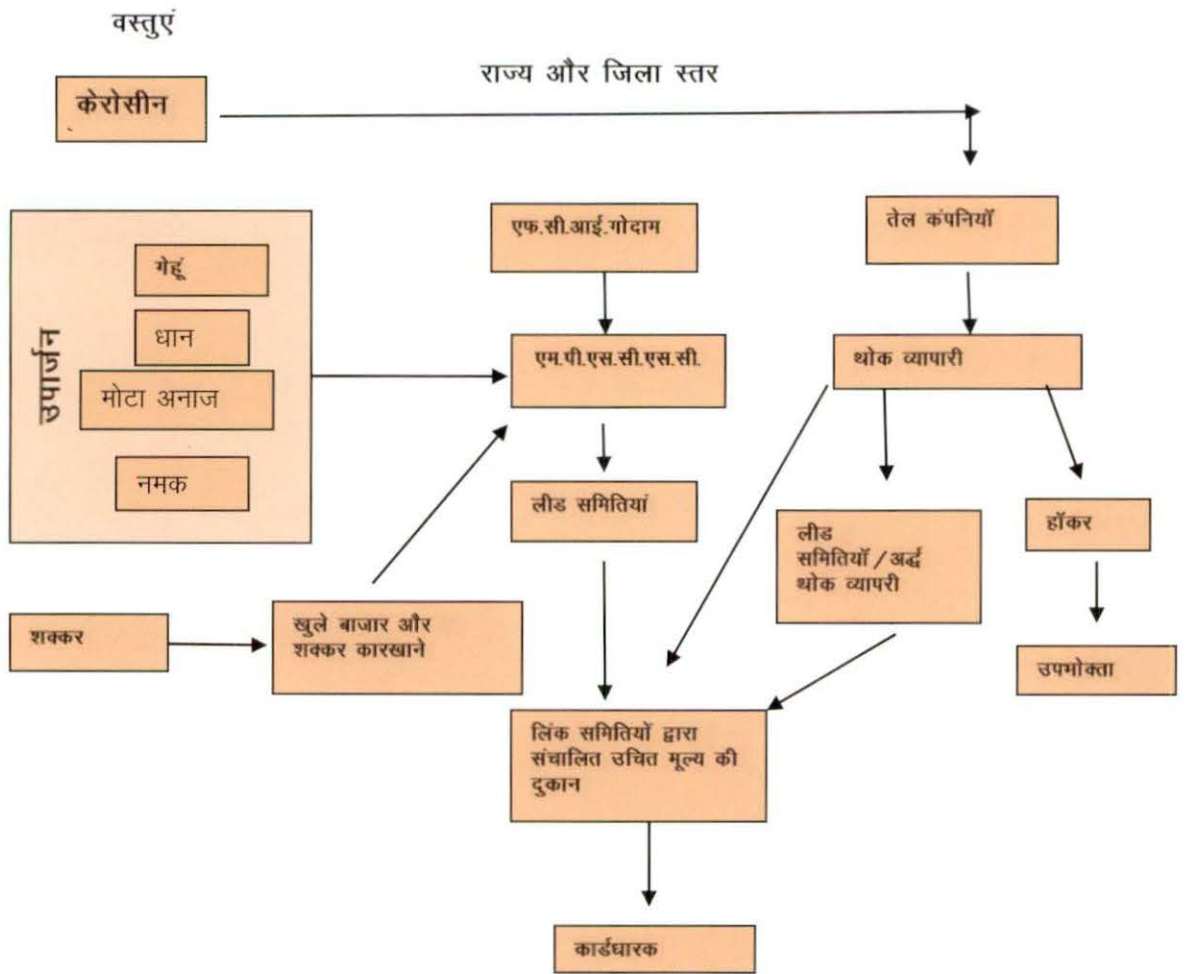 वस्तुएं
राज्य और जिला स्तर
केरोसीन
उपार्जन
गेहूं
धान
मोटा अनाज
नमक
एफ.सी.आई.गोदाम
तेल कंपनियॉ
एम.पी.एस.सी.एस.सी.
थोक व्यापारी
लीड समितियां
लीड
समितियॉ/अर्द्ध
थोक व्यापरी
हॉकर
शक्कर
खुले बाजार और
शक्कर कारखाने
उपभोक्ता
लिंक समितियों द्वारा
संचालित उचित मूल्य की
दुकान
कार्डधारक